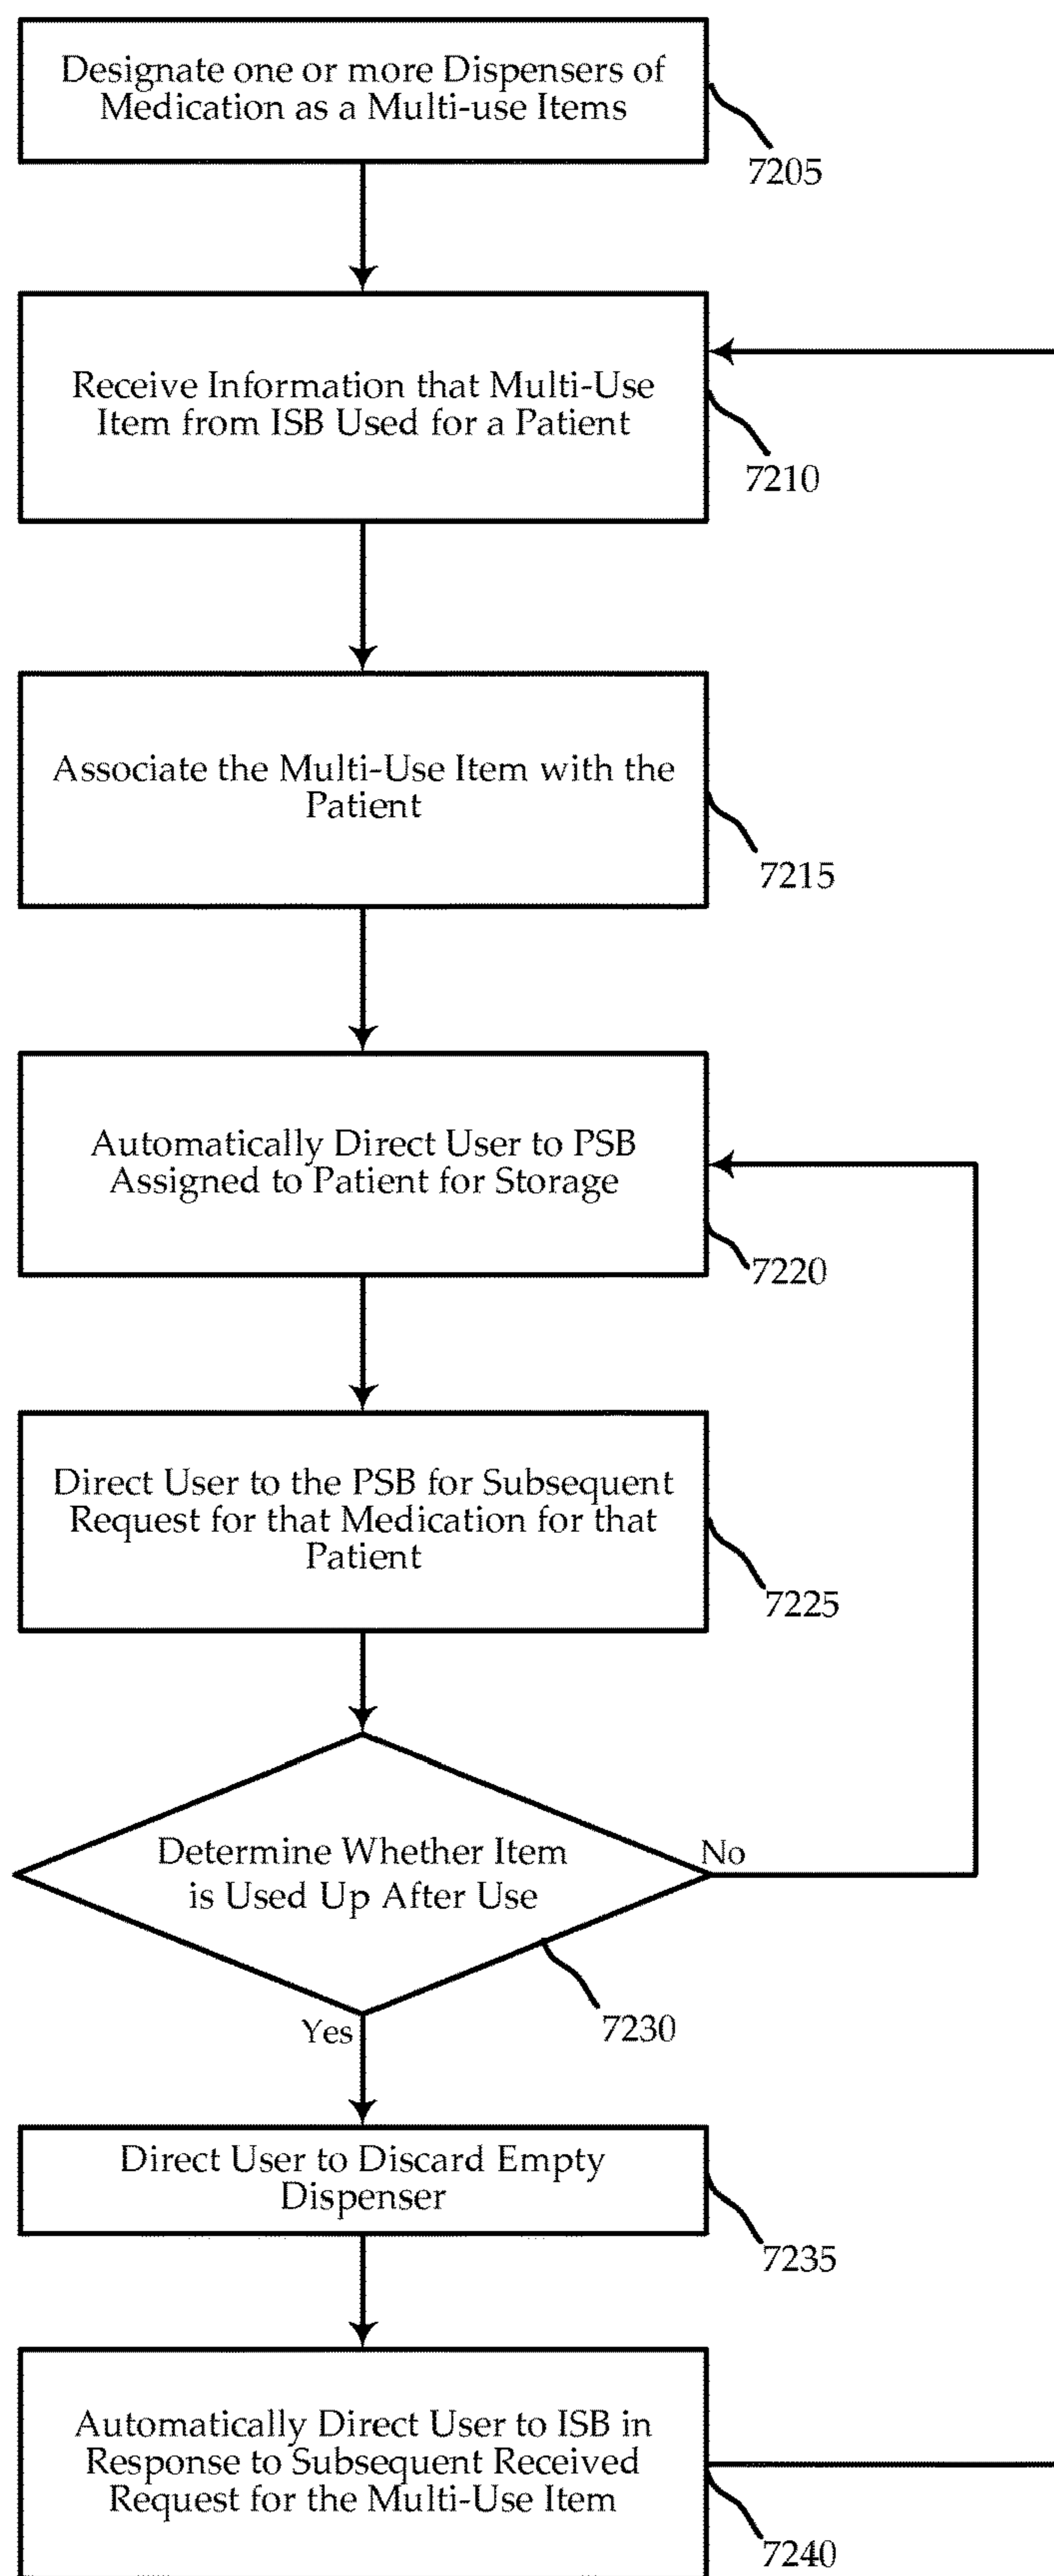 Designate one or more Dispensers of
Medication as a Multi-use Items
7205
Receive Information that Multi-Use
Item from ISB Used for a Patient
7210
Associate the Multi-Use Item with the
Patient
7215
Automatically Direct User to PSB
Assigned to Patient for Storage
7220
Direct User to the PSB for Subsequent
Request for that Medication for that
Patient
7225
Determine Whether Item
is Used Up After Use
No
7230
Yes
Direct User to Discard Empty
Dispenser
7235
Automatically Direct User to ISB in
Response to Subsequent Received
Request for the Multi-Use Item
7240